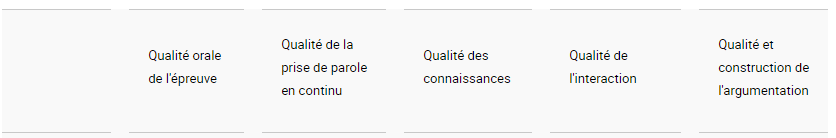 Qualité orale
de l'épreuve
Qualité de la
prise de parole
en continu
Qualité des
connaissances
Qualité de
l'interaction
Qualité et
construction de
l'argumentation